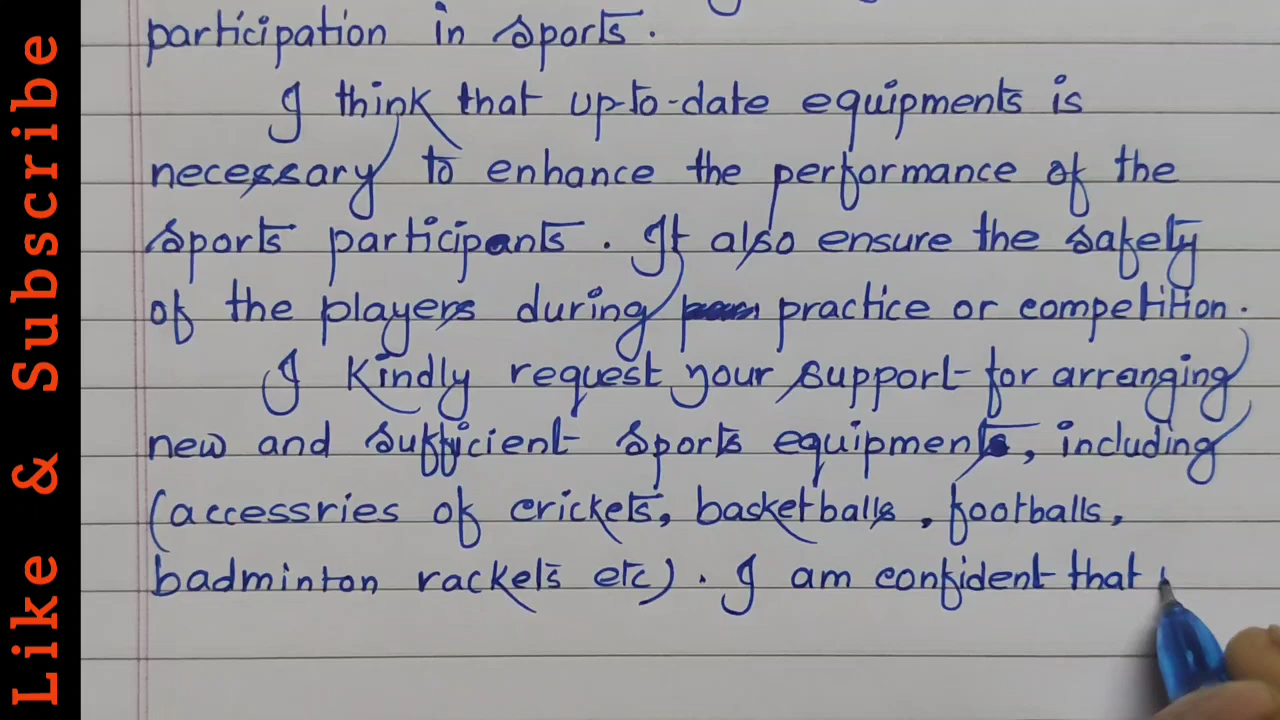 Like & Subscribe
participation in sports.
I think that up-to-date equipments is
necessary to enhance the performance of the
sports participants. It also ensure the safety
of the players during practice or competition.
I kindly request your support for arranging
new and sufficient sports equipments, including
(accessries of crickets, basketballs, footballs,
badminton rackets etc). I am confident that